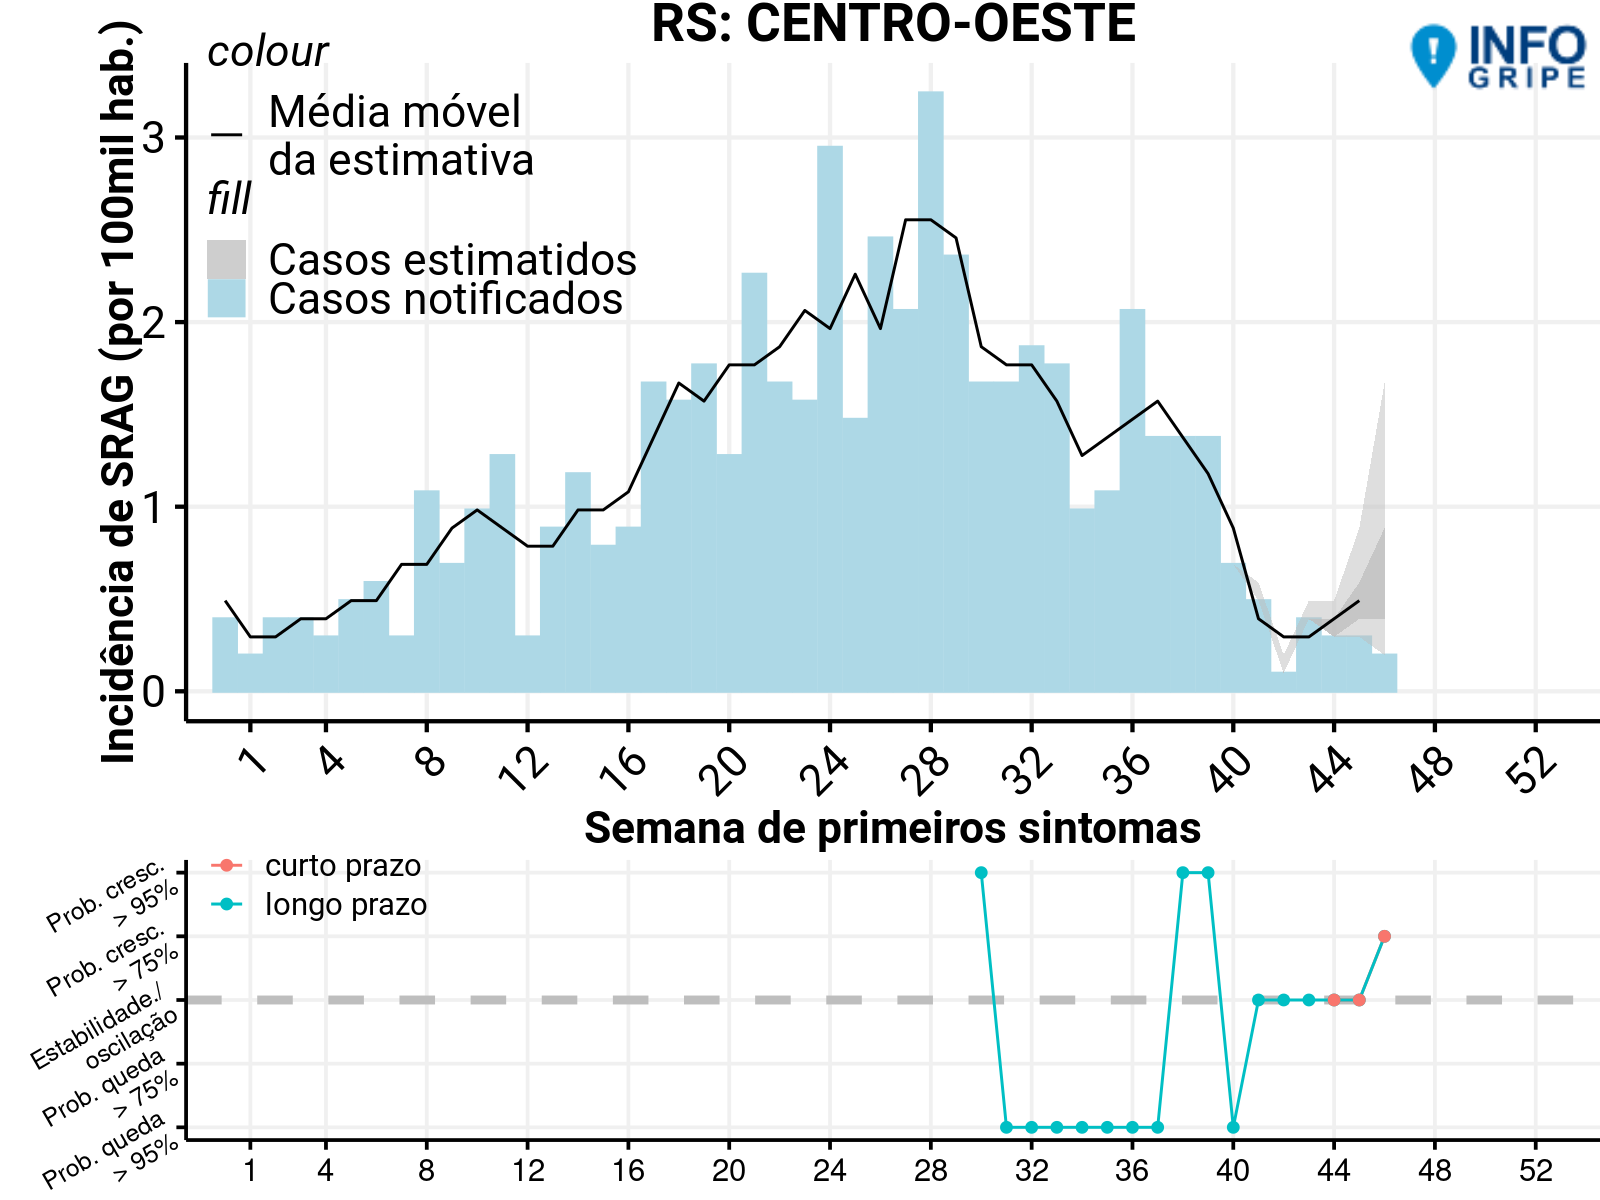 RS: CENTRO-OESTE
INFO
GRIPE
colour
Média móvel
da estimativa
fill
Casos estimatidos
Casos notificados
Incidência de SRAG (por 100mil hab.)
3
2
1
0
1 4 8 12 16 20 24 28 32 36 40 44 48 52
Semana de primeiros sintomas
curto prazo
longo prazo
Prob. cresc.
> 95%
Prob. cresc.
> 75%
Estabilidade./
oscilação
Prob. queda
> 75%
Prob. queda
> 95%
1 4 8 12 16 20 24 28 32 36 40 44 48 52